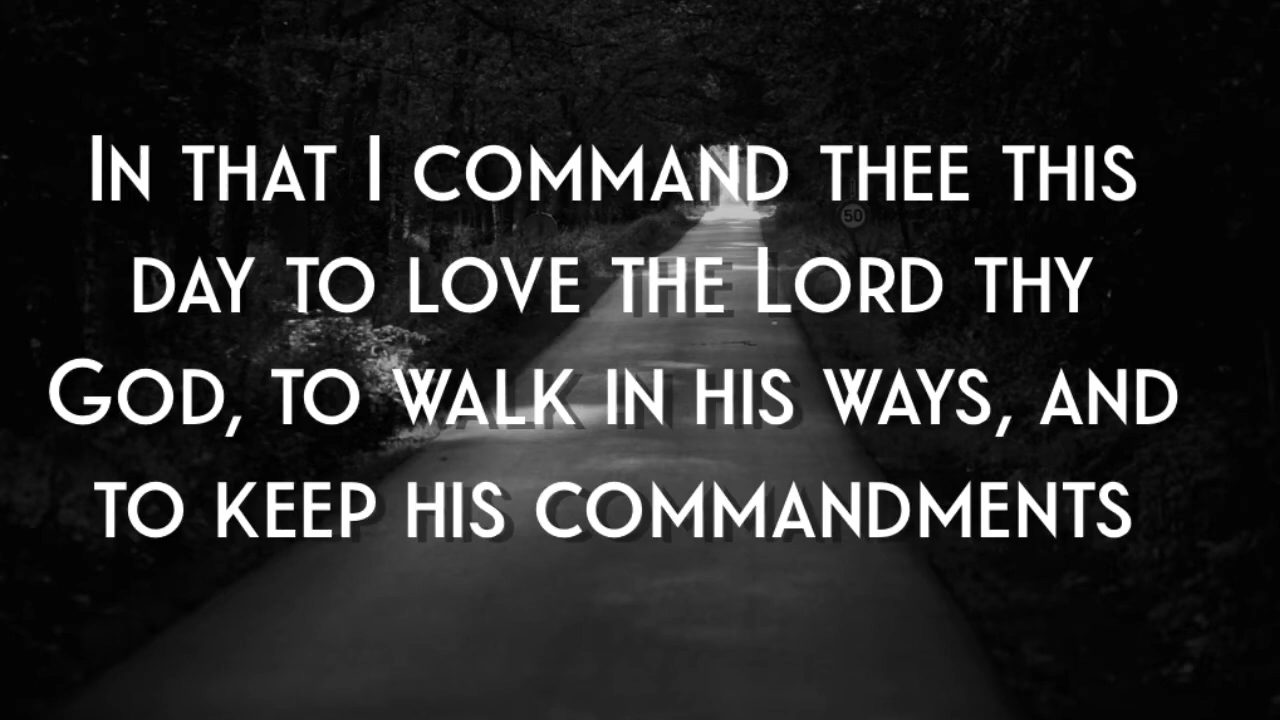 In that I command thee this
day to love the Lord thy
God, to walk in his ways, and
to keep his commandments
50